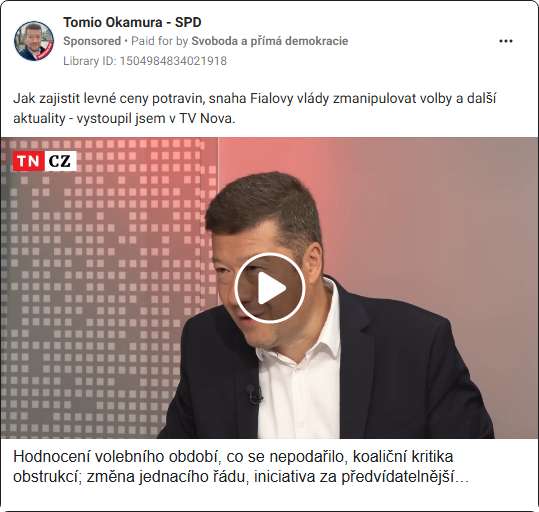 Tomio Okamura - SPD
Sponsored • Paid for by Svoboda a přímá demokracie
Library ID: 1504984834021918
Jak zajistit levné ceny potravin, snaha Fialovy vlády zmanipulovat volby a další
aktuality - vystoupil jsem v TV Nova.
TN CZ
Hodnocení volebního období, co se nepodařilo, koaliční kritika
obstrukcí; změna jednacího řádu, iniciativa za předvídatelnější…